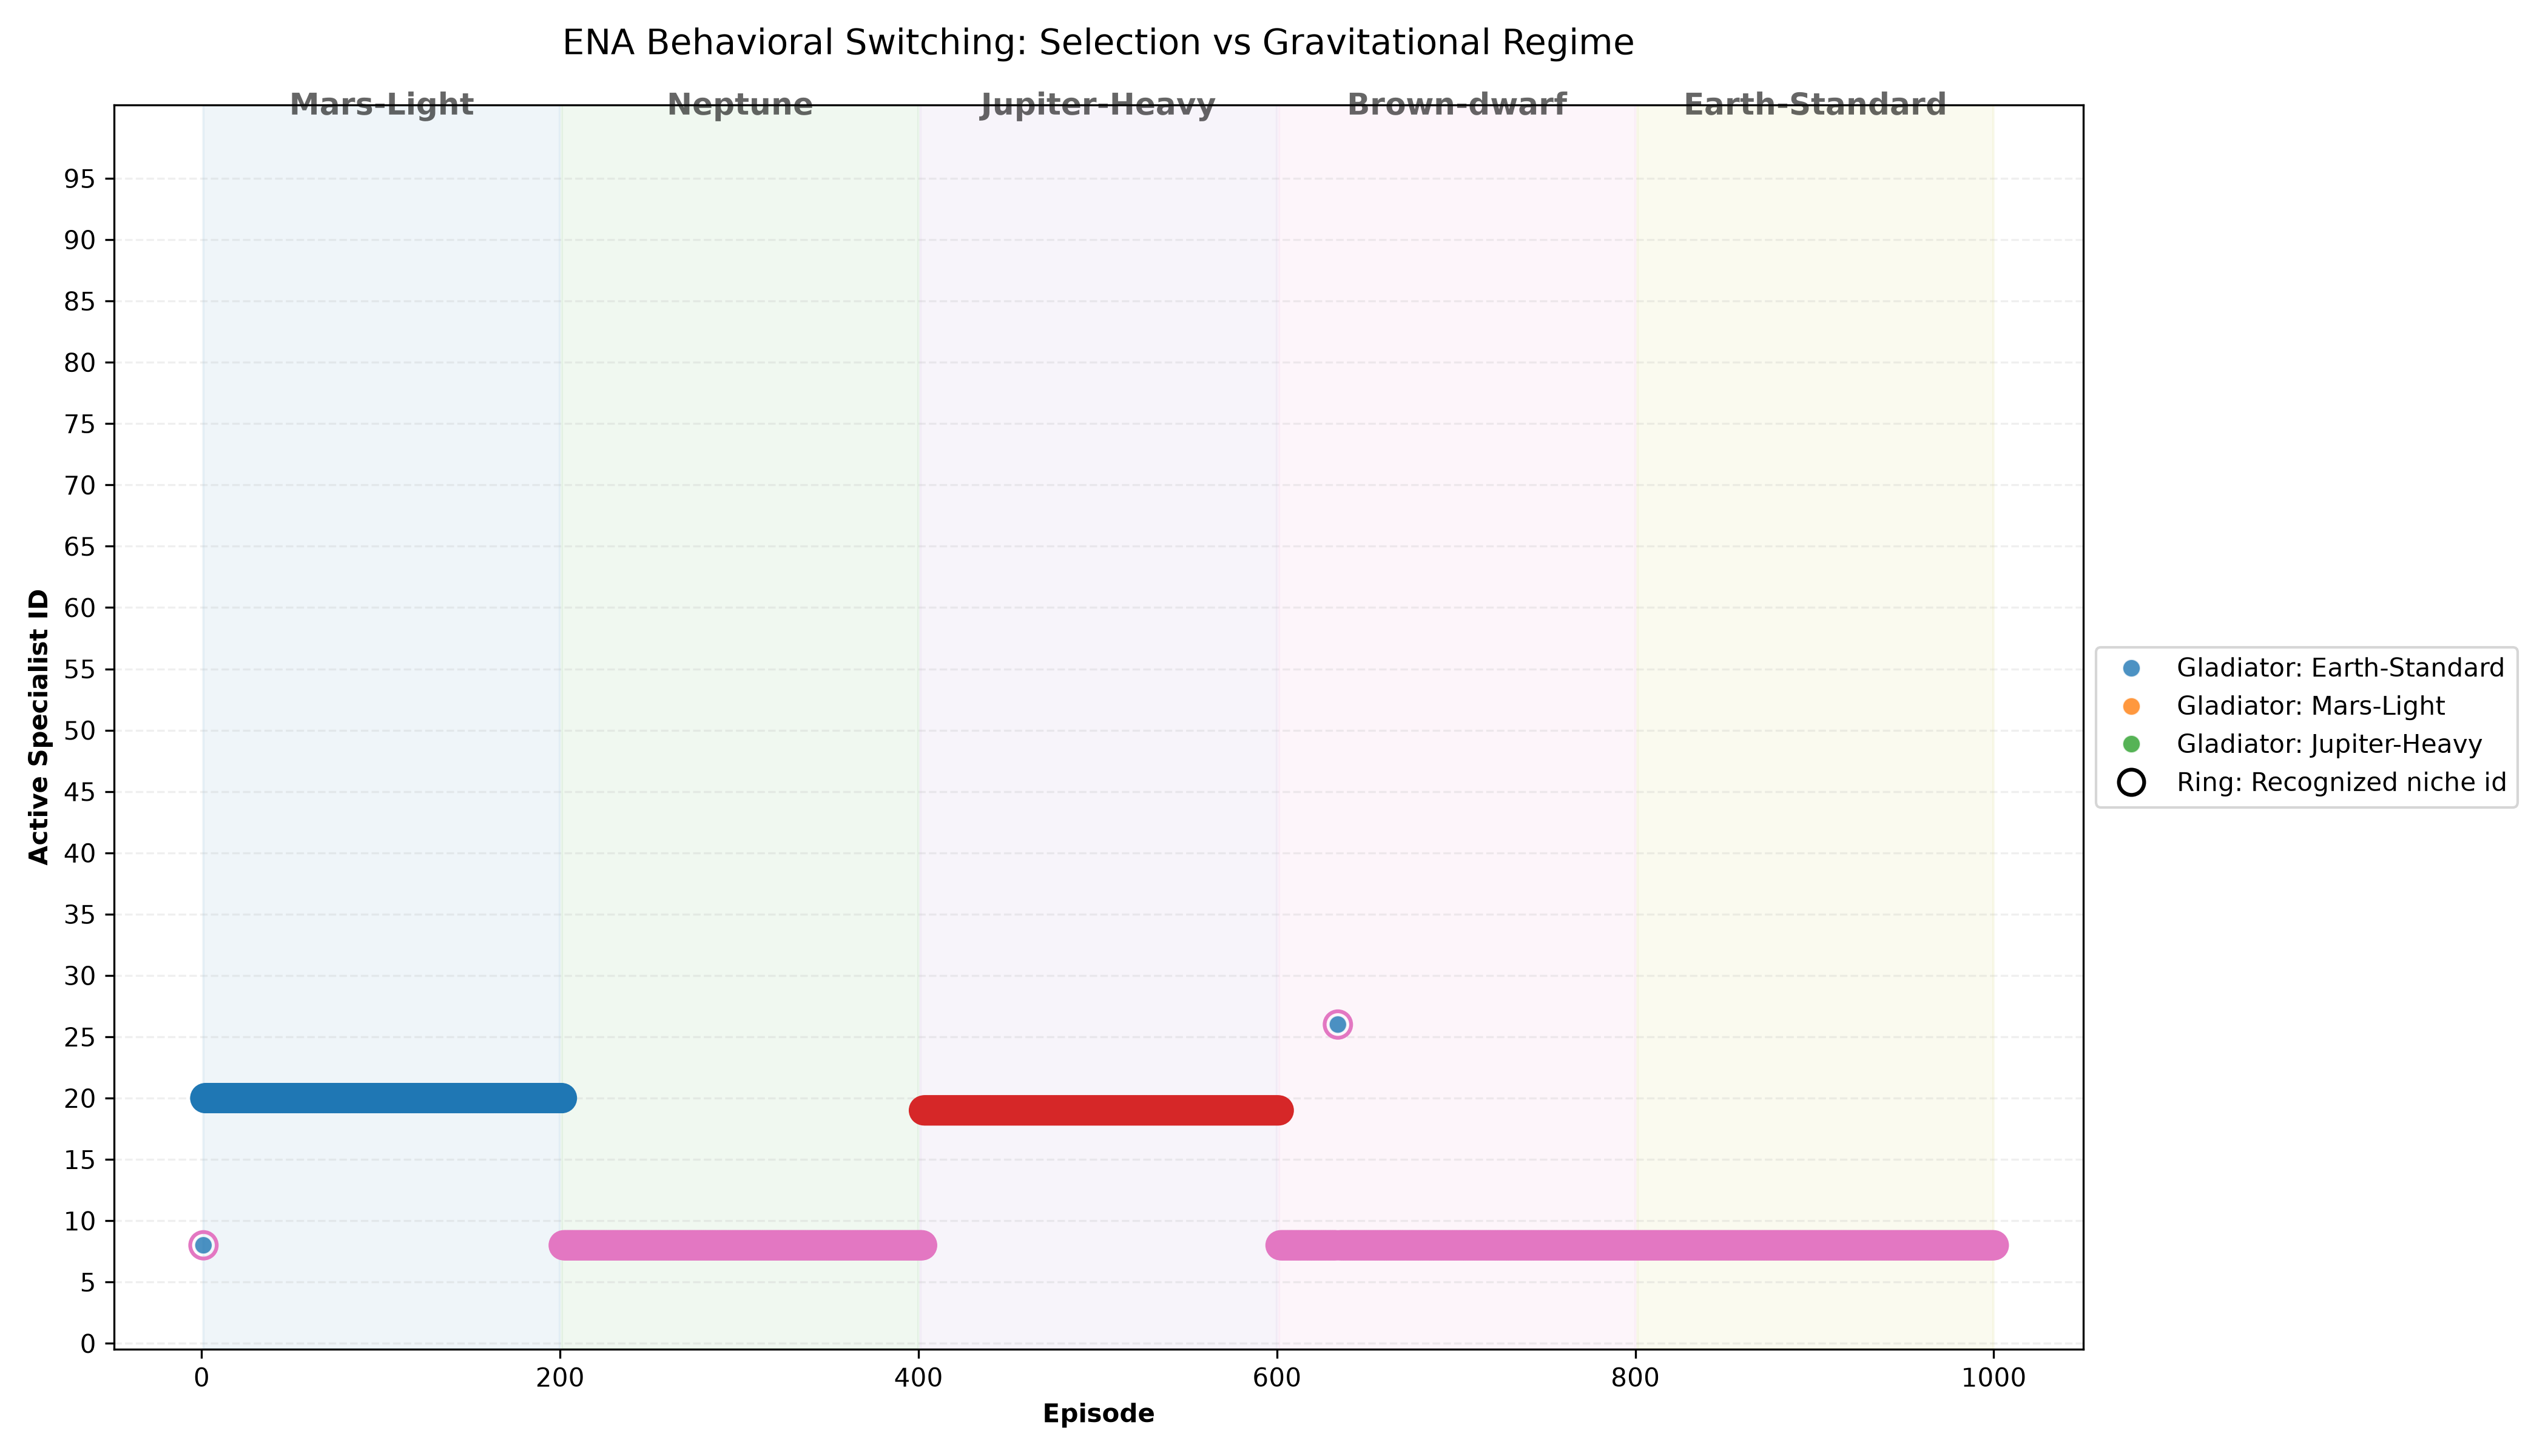 ENA Behavioral Switching: Selection vs Gravitational Regime
Mars-Light
Neptune
Jupiter-Heavy
Brown-dwarf
Earth-Standard
95
90
85
80
75
70
65
60
55
50
45
40
35
30
25
20
15
10
5
0
Active Specialist ID
0
200
400
600
800
1000
Episode
Gladiator: Earth-Standard
Gladiator: Mars-Light
Gladiator: Jupiter-Heavy
Ring: Recognized niche id